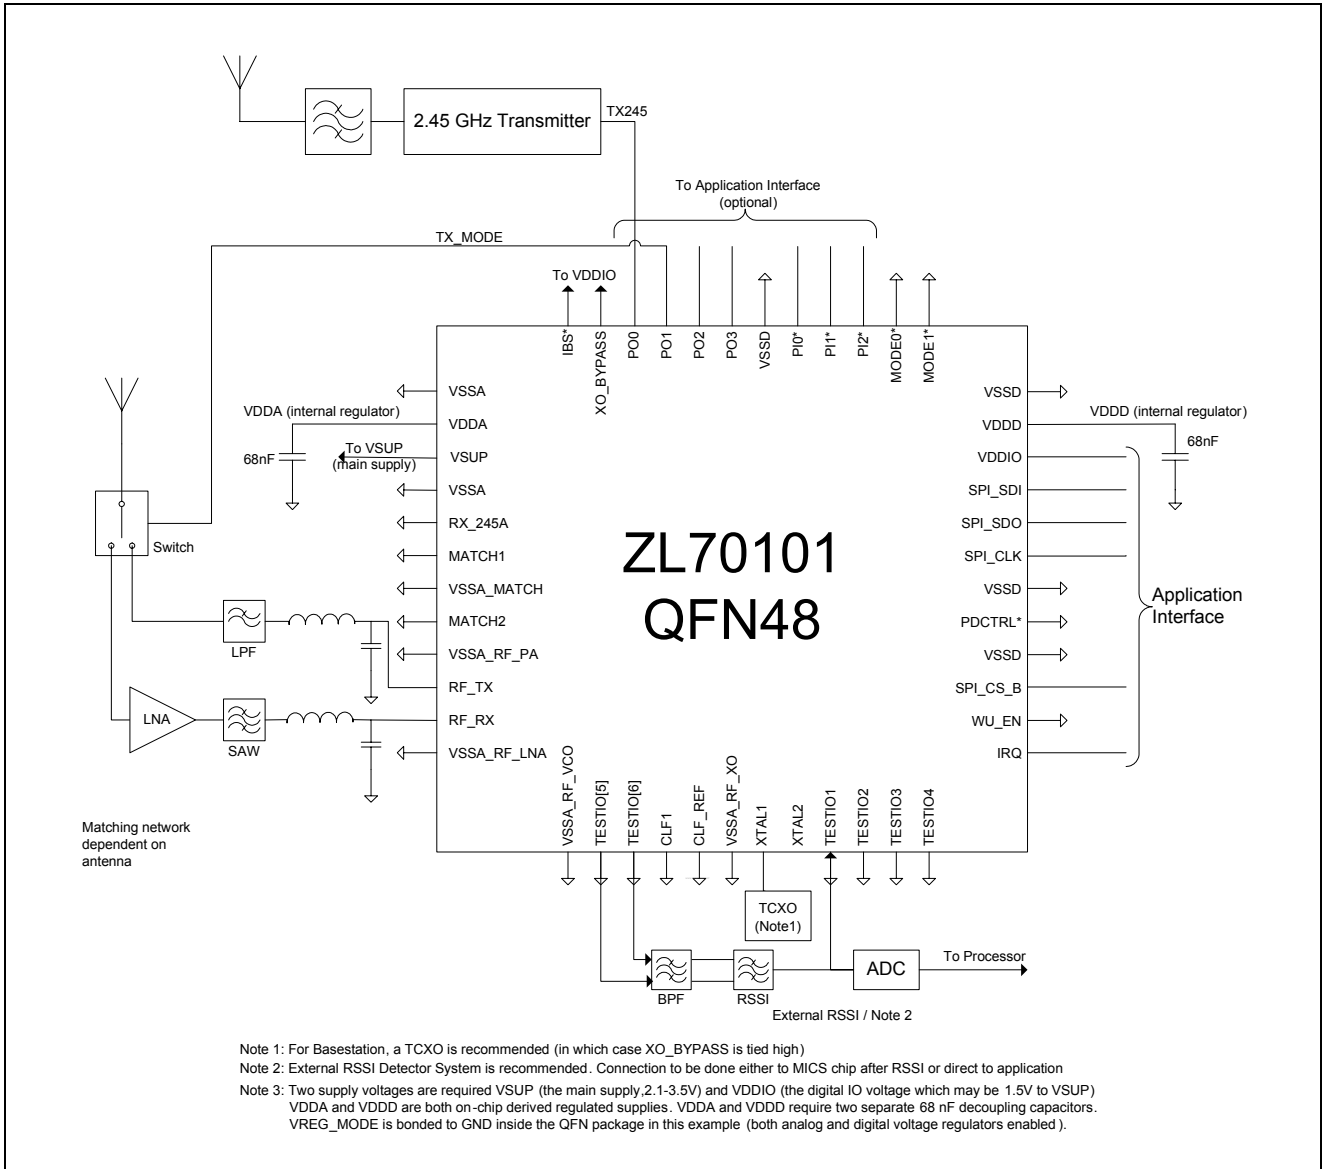 2.45 GHz Transmitter
TX245
To Application Interface
(optional)
TX_MODE
To VDDIO
IBS*
XO_BYPASS
PO0
PO1
PO2
PO3
VSSD
PI0*
PI1*
PI2*
MODE0*
MODE1*
VDDA (internal regulator)
68nF
To VSUP
(main supply)
Switch
LPF
LNA
SAW
Matching network
dependent on
antenna
VSSA
VDDA
VSUP
VSSA
RX_245A
MATCH1
VSSA_MATCH
MATCH2
VSSA_RF_PA
RF_TX
RF_RX
VSSA_RF_LNA
ZL70101
QFN48
VSSD
VDDD
VDDIO
SPI_SDI
SPI_SDO
SPI_CLK
VSSD
PDCTRL*
VSSD
SPI_CS_B
WU_EN
IRQ
VDDD (internal regulator)
68nF
Application
Interface
VSSA_RF_VCO
TESTIO[5]
TESTIO[6]
CLF1
CLF_REF
VSSA_RF_XO
XTAL1
XTAL2
TESTIO1
TESTIO2
TESTIO3
TESTIO4
TCXO
(Note1)
BPF
RSSI
ADC
To Processor
External RSSI / Note 2
Note 1: For Basestation, a TCXO is recommended (in which case XO_BYPASS is tied high)
Note 2: External RSSI Detector System is recommended. Connection to be done either to MICS chip after RSSI or direct to application
Note 3: Two supply voltages are required VSUP (the main supply,2.1-3.5V) and VDDIO (the digital IO voltage which may be 1.5V to VSUP)
VDDA and VDDD are both on-chip derived regulated supplies. VDDA and VDDD require two separate 68 nF decoupling capacitors.
VREG_MODE is bonded to GND inside the QFN package in this example (both analog and digital voltage regulators enabled ).